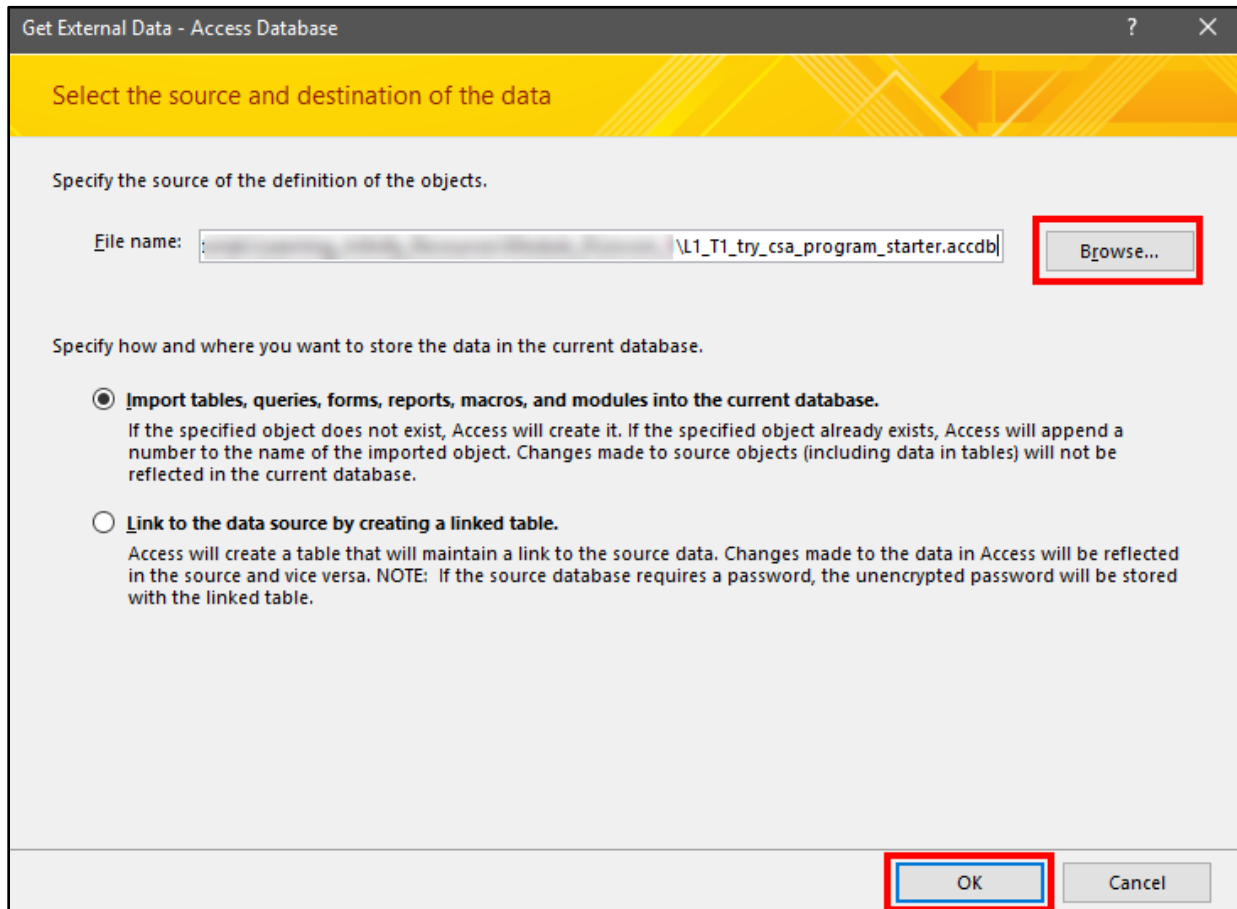 Get External Data - Access Database
?
Select the source and destination of the data
Specify the source of the definition of the objects.
File name: \L1_T1_try_csa_program_starter.accdb
Browse...
Specify how and where you want to store the data in the current database.
Import tables, queries, forms, reports, macros, and modules into the current database.
If the specified object does not exist, Access will create it. If the specified object already exists, Access will append a
number to the name of the imported object. Changes made to source objects (including data in tables) will not be
reflected in the current database.
Link to the data source by creating a linked table.
Access will create a table that will maintain a link to the source data. Changes made to the data in Access will be reflected
in the source and vice versa. NOTE: If the source database requires a password, the unencrypted password will be stored
with the linked table.
OK
Cancel